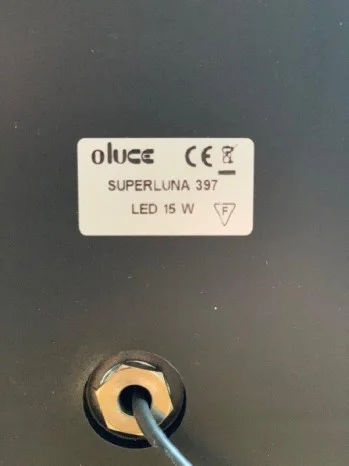 oluce CE
SUPERLUNA 397
LED 15 W F